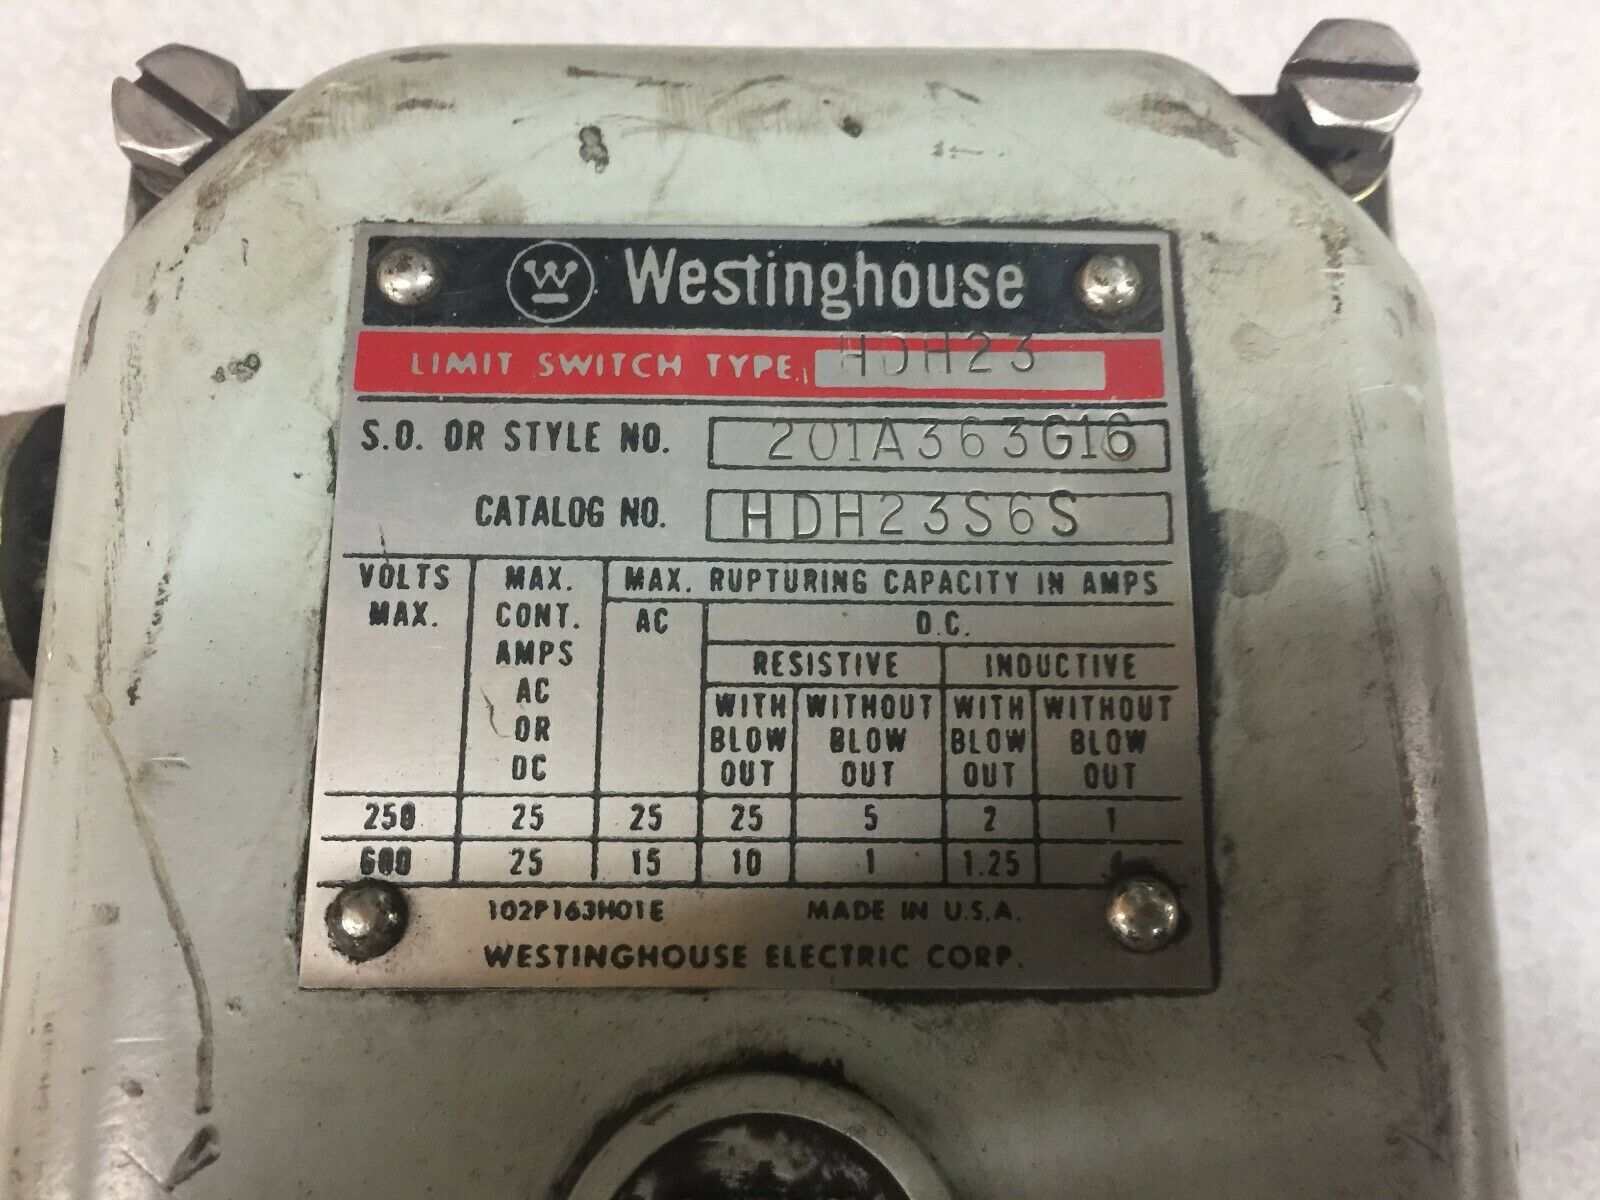 W Westinghouse
LIMIT SWITCH TYPE HDH23
S.O. OR STYLE NO. 201A363G16
CATALOG NO. HDH23S6S
VOLTS MAX. MAX. RUPTURING CAPACITY IN AMPS
MAX. CONT. AC D.C.
AMPS RESISTIVE INDUCTIVE
AC WITH WITHOUT WITH WITHOUT
OR BLOW BLOW BLOW BLOW
DC OUT OUT OUT OUT
250 25 25 25 5 2 1
600 25 15 10 1 1.25
102P163H01E MADE IN U.S.A.
WESTINGHOUSE ELECTRIC CORP.